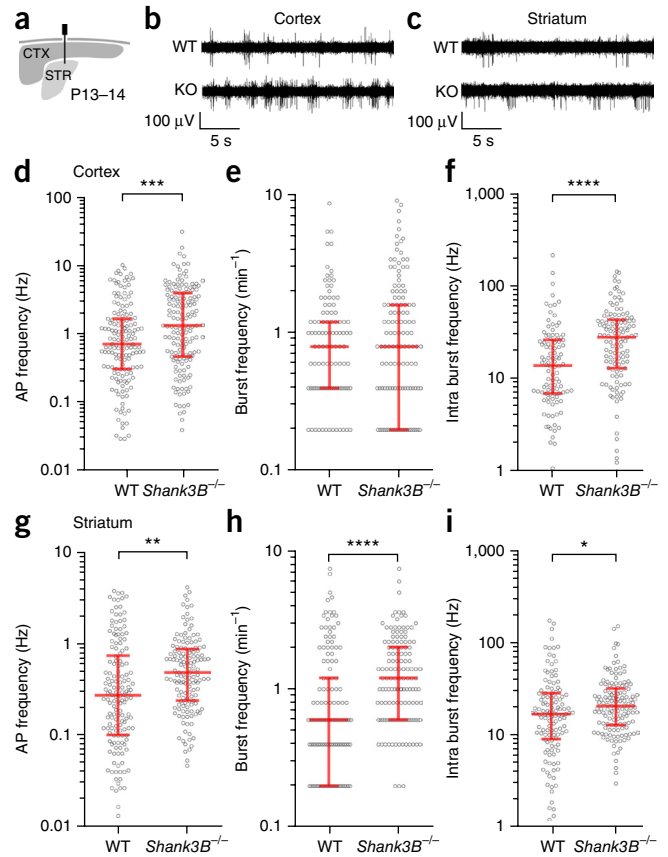 a
CTX
STR
P13–14
b
Cortex
WT
KO
100 μV
5 s
c
Striatum
WT
KO
100 μV
5 s
d
Cortex
***
AP frequency (Hz)
100
10
1
0.1
0.01
WT Shank3B−/−
e
Burst frequency (min−1)
10
1
0.1
WT Shank3B−/−
f
****
Intra burst frequency (Hz)
1,000
100
10
1
WT Shank3B−/−
g
Striatum
**
AP frequency (Hz)
10
1
0.1
0.01
WT Shank3B−/−
h
****
Burst frequency (min−1)
10
1
0.1
WT Shank3B−/−
i
*
Intra burst frequency (Hz)
1,000
100
10
1
WT Shank3B−/−